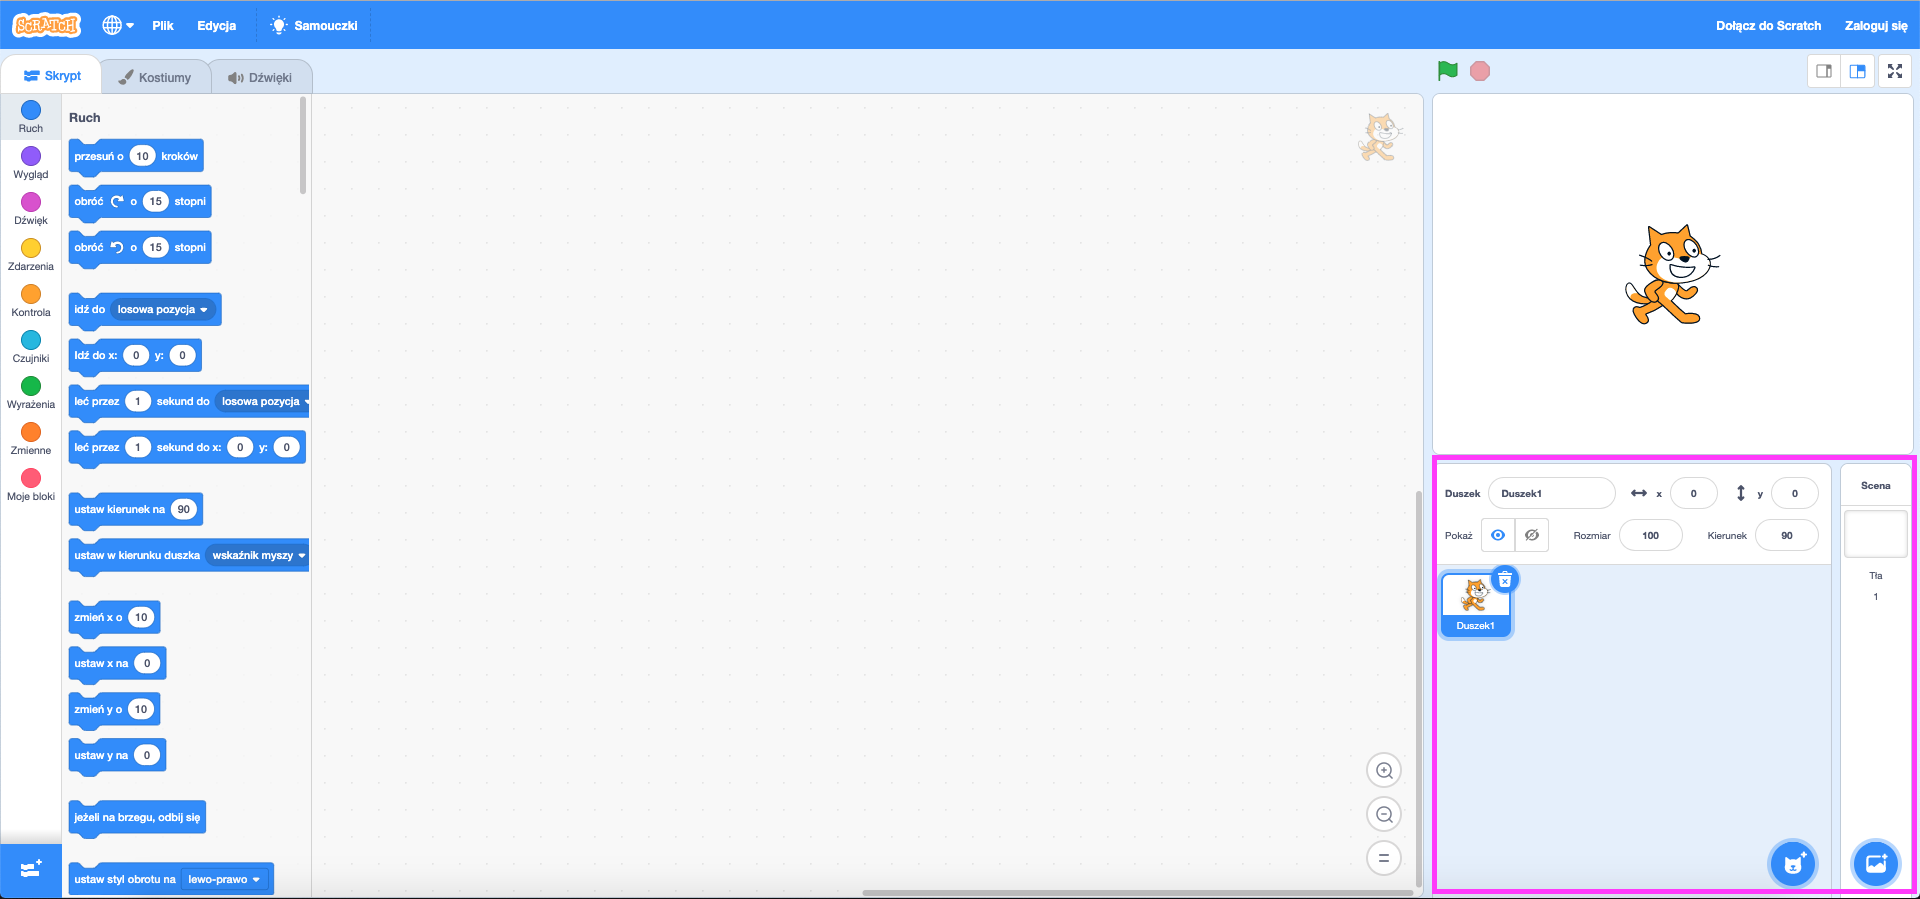 SCRATCH
Plik
Edycja
Samouczki
Dołącz do Scratch
Zaloguj się
Skrypt
Kostiumy
Dźwięki
Ruch
Wygląd
Dźwięk
Zdarzenia
Kontrola
Czujniki
Wyrażenia
Zmienne
Moje bloki
Ruch
przesuń o 10 kroków
obróć o 15 stopni
obróć o 15 stopni
idź do losowa pozycja
Idź do x: 0 y: 0
leć przez 1 sekund do losowa pozycja
leć przez 1 sekund do x: 0 y: 0
ustaw kierunek na 90
ustaw w kierunku duszka wskaźnik myszy
zmień x o 10
ustaw x na 0
zmień y o 10
ustaw y na 0
jeżeli na brzegu, odbij się
ustaw styl obrotu na lewo-prawo
Duszek Duszek1 x 0 y 0
Pokaż Rozmiar 100 Kierunek 90
Duszek1
Scena
Tła
1